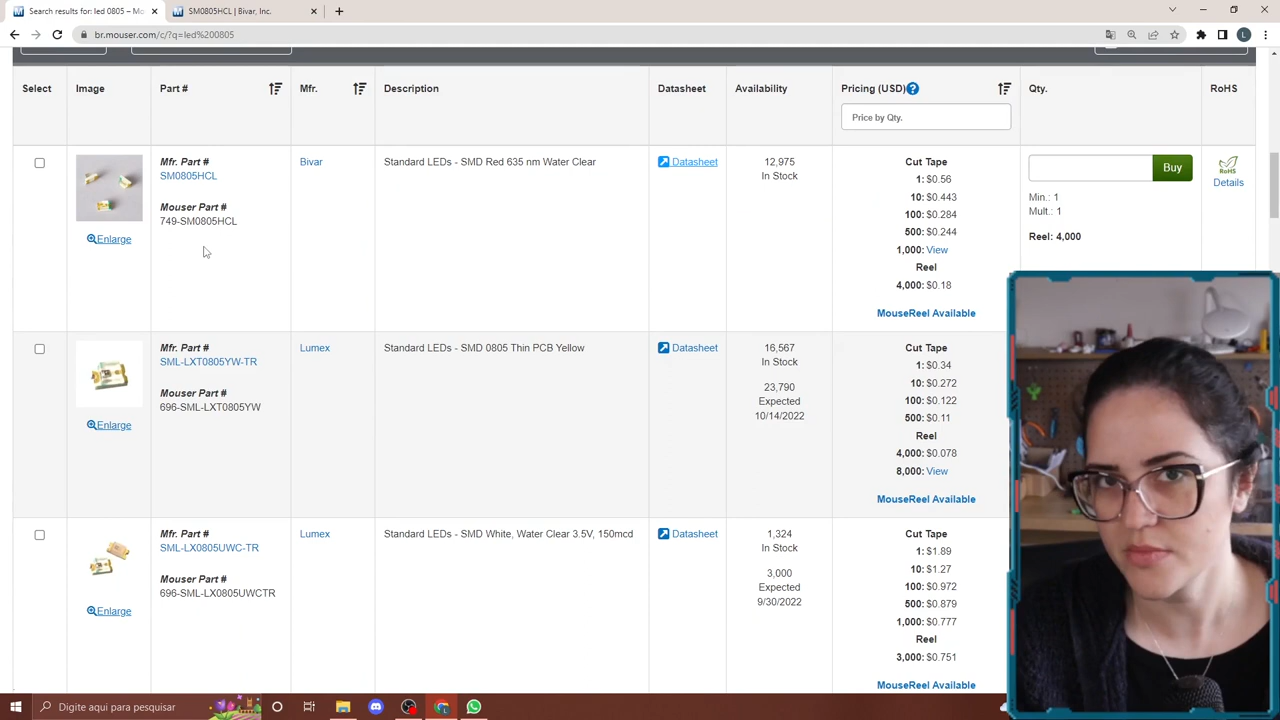 Search results for: led 0805 – Mo
SM0805HCL | Bivar, Inc.
br.mouser.com/c/?q=led%200805
L
Select
Image
Part #
Mfr.
Description
Datasheet
Availability
Pricing (USD)
Price by Qty.
Qty.
RoHS
Enlarge
Mfr. Part #
SM0805HCL
Mouser Part #
749-SM0805HCL
Bivar
Standard LEDs - SMD Red 635 nm Water Clear
Datasheet
12,975
In Stock
Cut Tape
1: $0.56
10: $0.443
100: $0.284
500: $0.244
1,000: View
Reel
4,000: $0.18
MouseReel Available
Buy
Min.: 1
Mult.: 1
Reel: 4,000
RoHS
Details
Enlarge
Mfr. Part #
SML-LXT0805YW-TR
Mouser Part #
696-SML-LXT0805YW
Lumex
Standard LEDs - SMD 0805 Thin PCB Yellow
Datasheet
16,567
In Stock
23,790
Expected
10/14/2022
Cut Tape
1: $0.34
10: $0.272
100: $0.122
500: $0.11
Reel
4,000: $0.078
8,000: View
MouseReel Available
Enlarge
Mfr. Part #
SML-LX0805UWC-TR
Mouser Part #
696-SML-LX0805UWCTR
Lumex
Standard LEDs - SMD White, Water Clear 3.5V, 150mcd
Datasheet
1,324
In Stock
3,000
Expected
9/30/2022
Cut Tape
1: $1.89
10: $1.27
100: $0.972
500: $0.879
1,000: $0.777
Reel
3,000: $0.751
MouseReel Available
Digite aqui para pesquisar